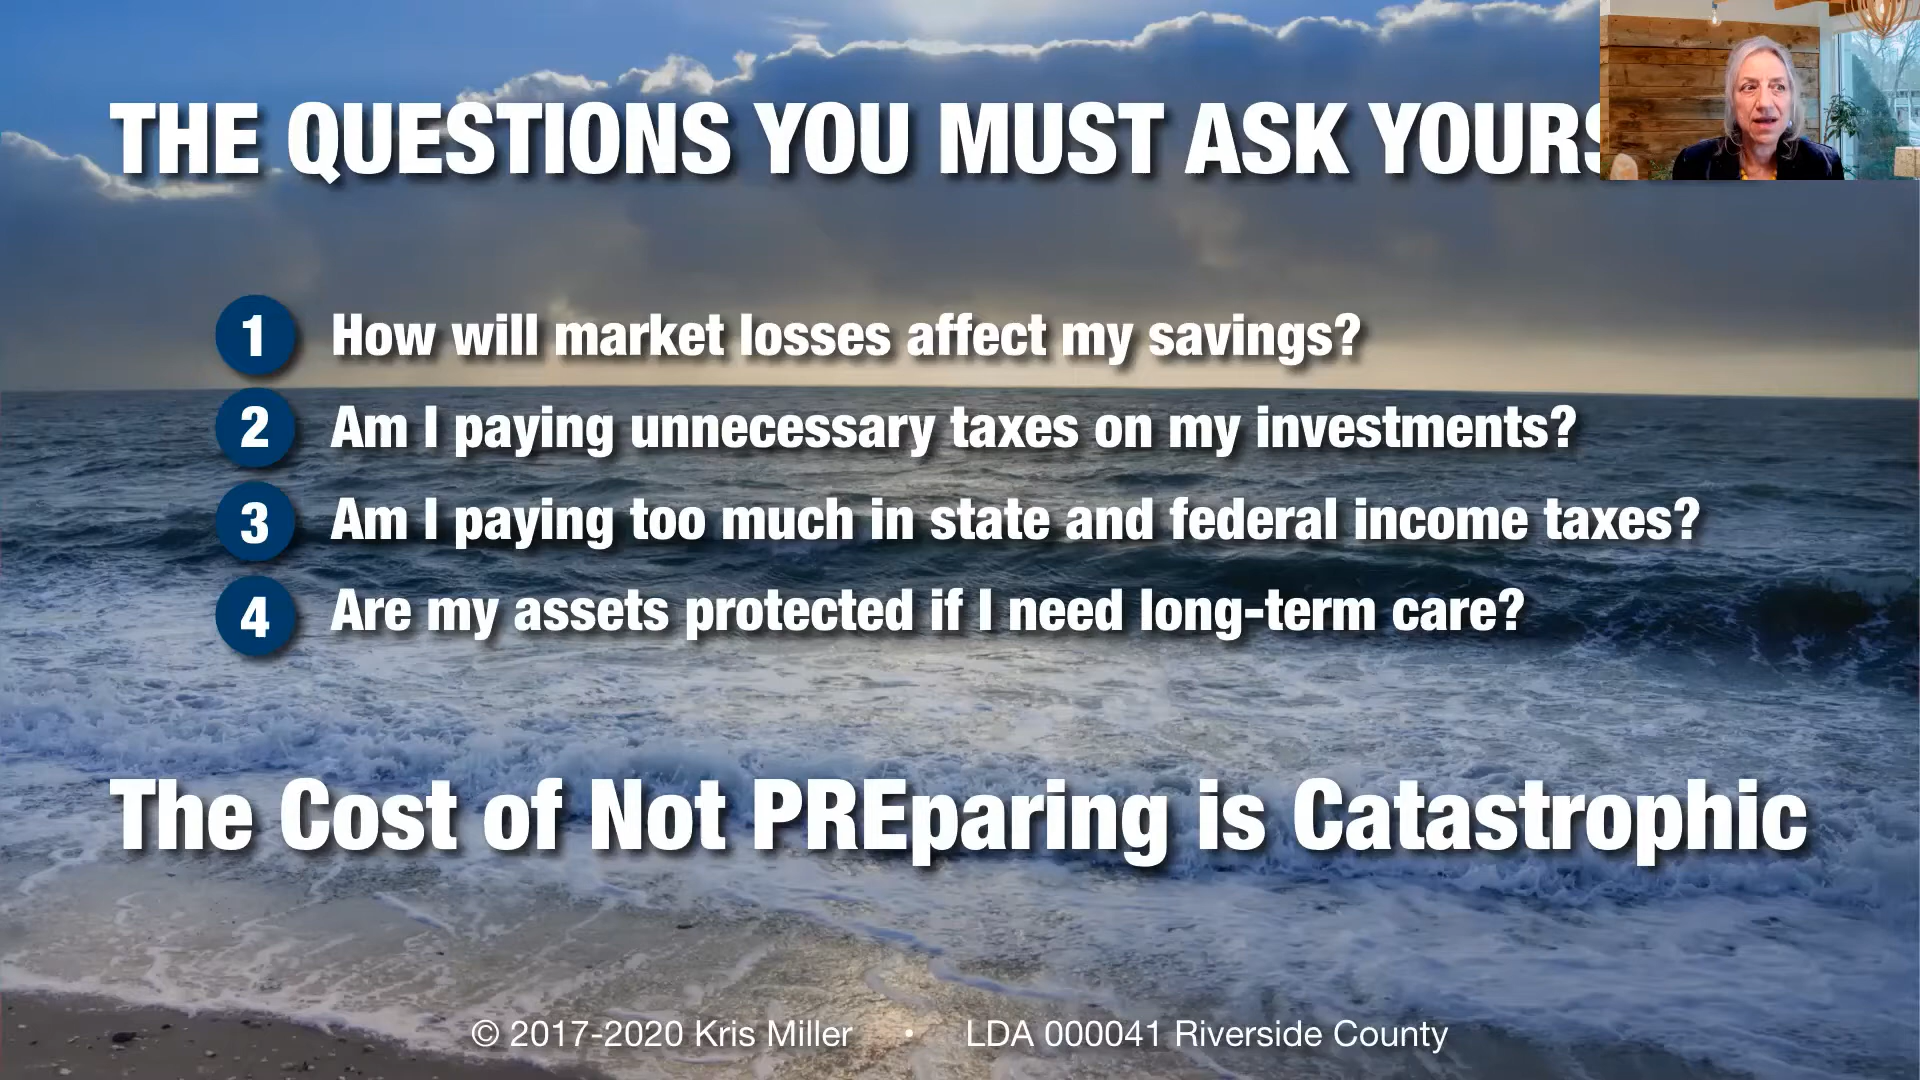 THE QUESTIONS YOU MUST ASK YOURS
1 How will market losses affect my savings?
2 Am I paying unnecessary taxes on my investments?
3 Am I paying too much in state and federal income taxes?
4 Are my assets protected if I need long-term care?
The Cost of Not PREparing is Catastrophic
© 2017-2020 Kris Miller • LDA 000041 Riverside County